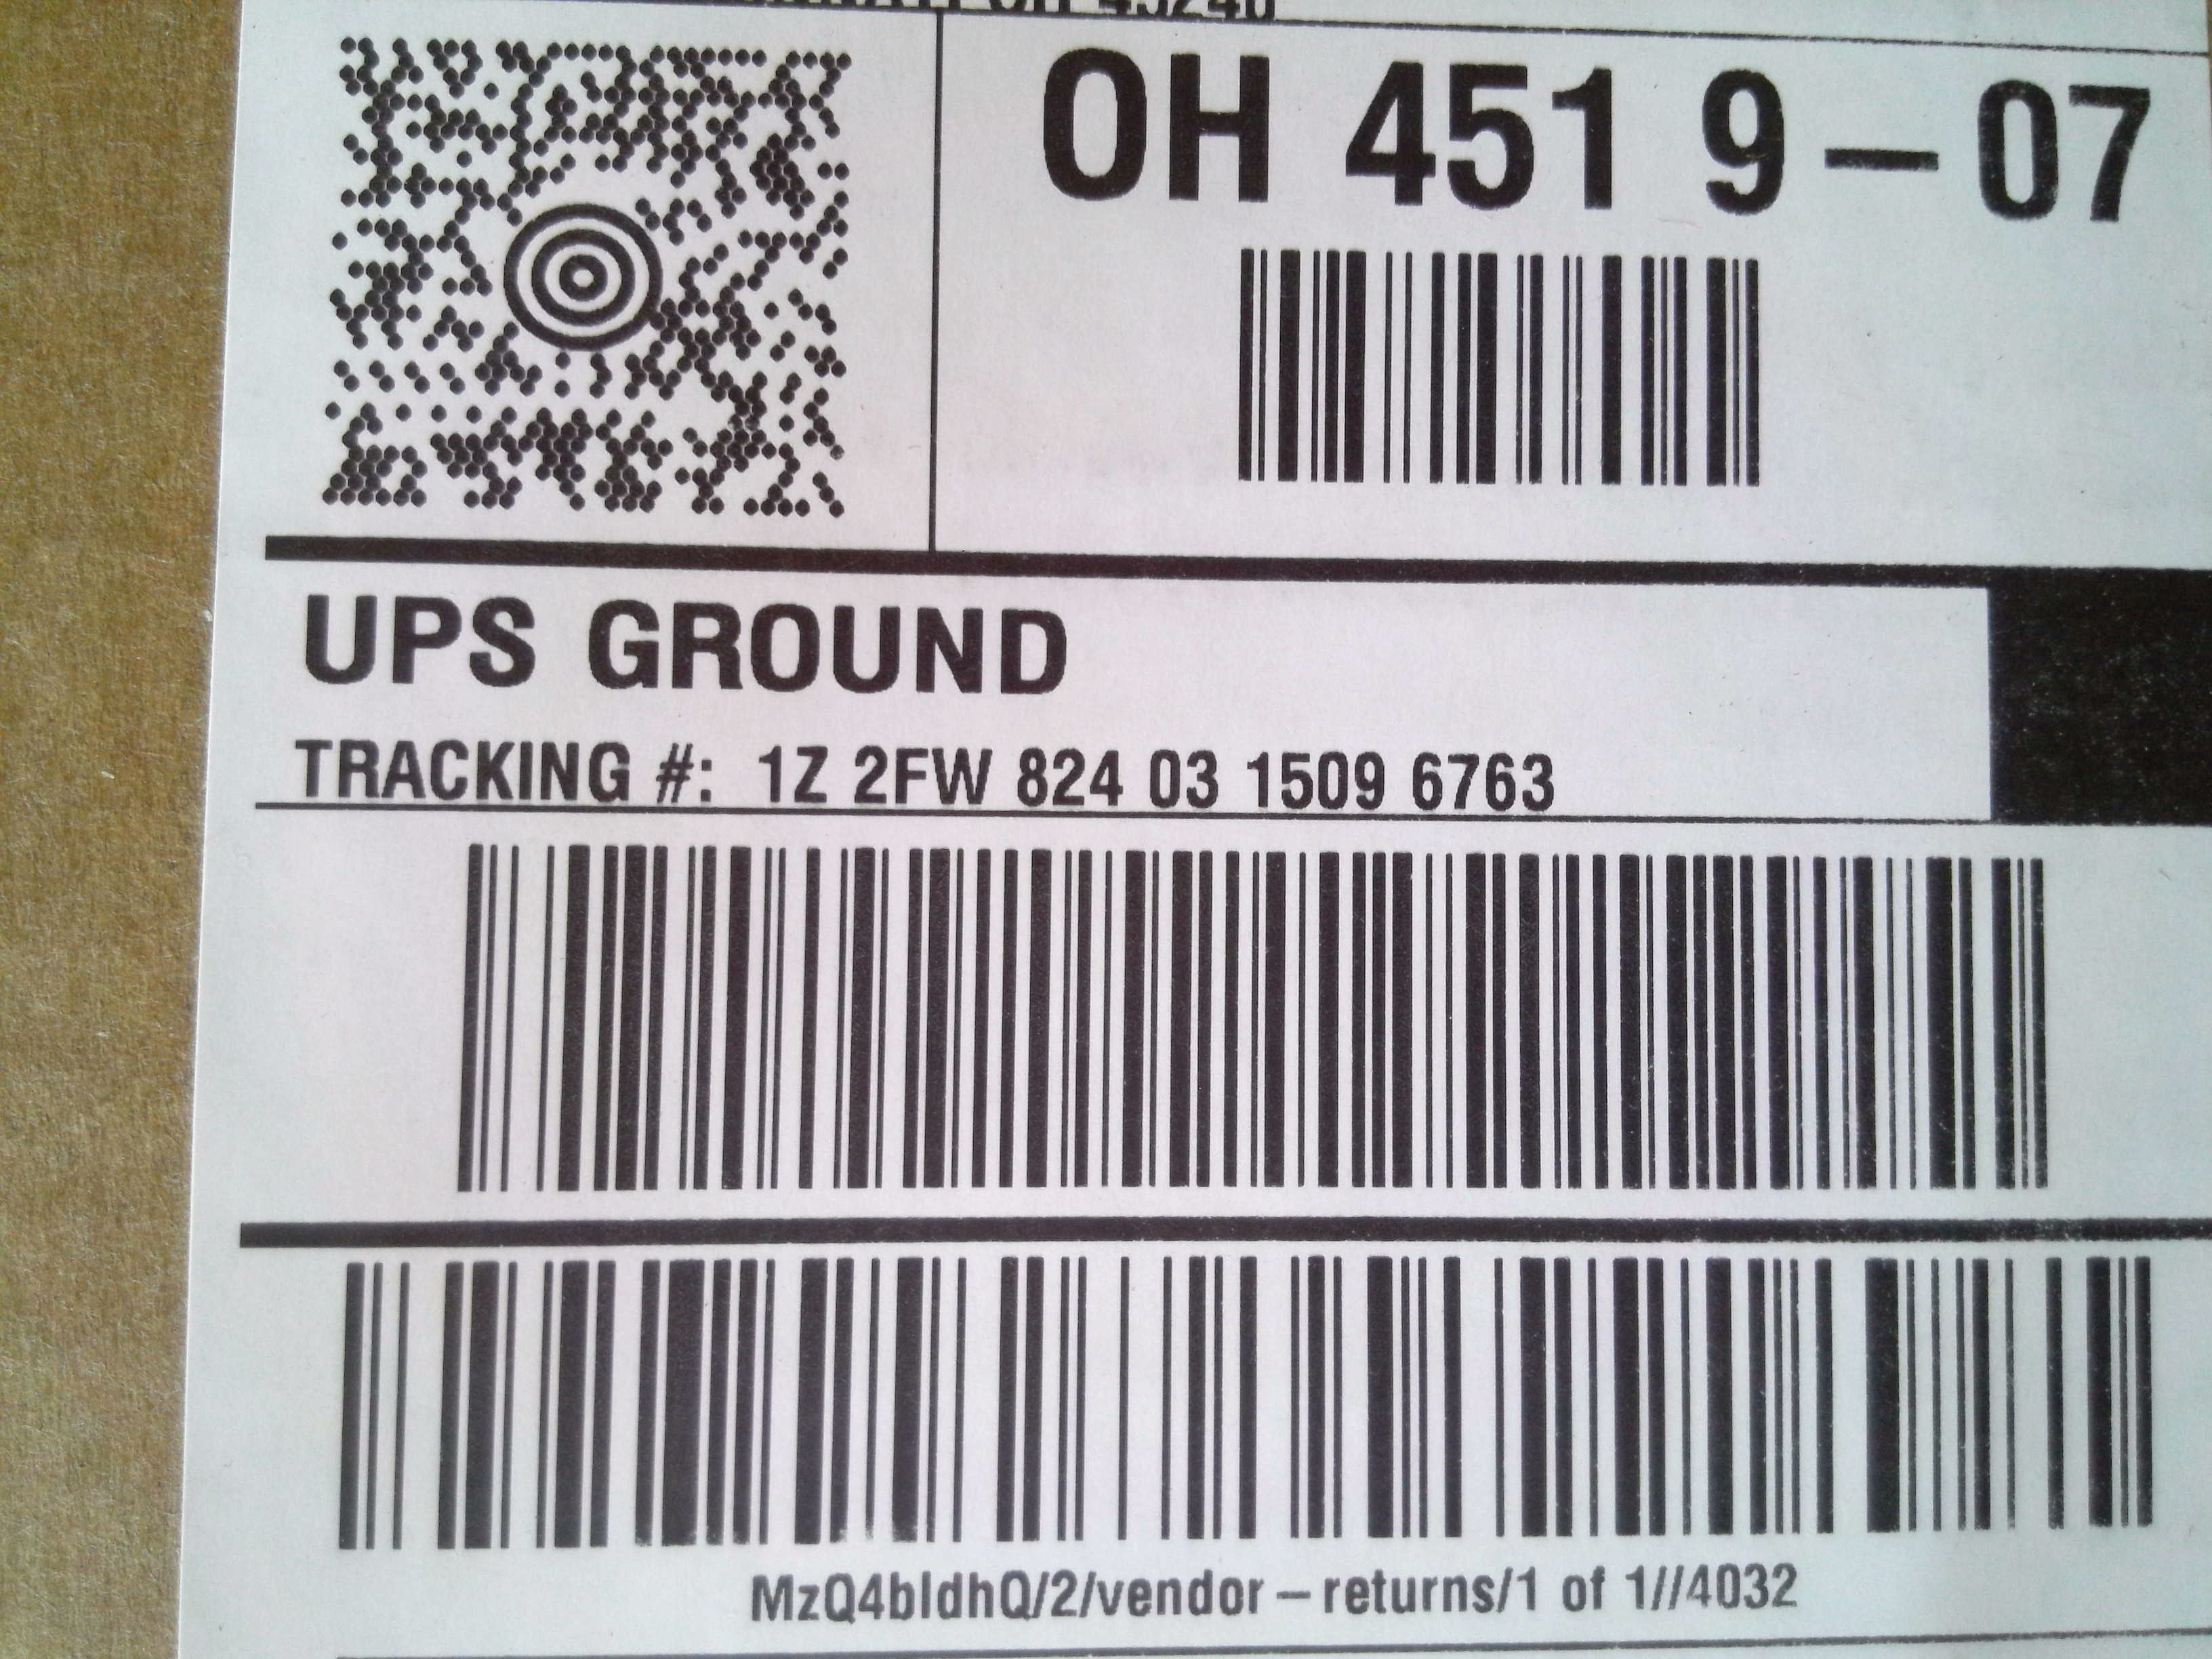 OH 451 9-07
UPS GROUND
TRACKING #: 1Z 2FW 824 03 1509 6763
MzQ4bldhQ/2/vendor-returns/1 of 1//4032